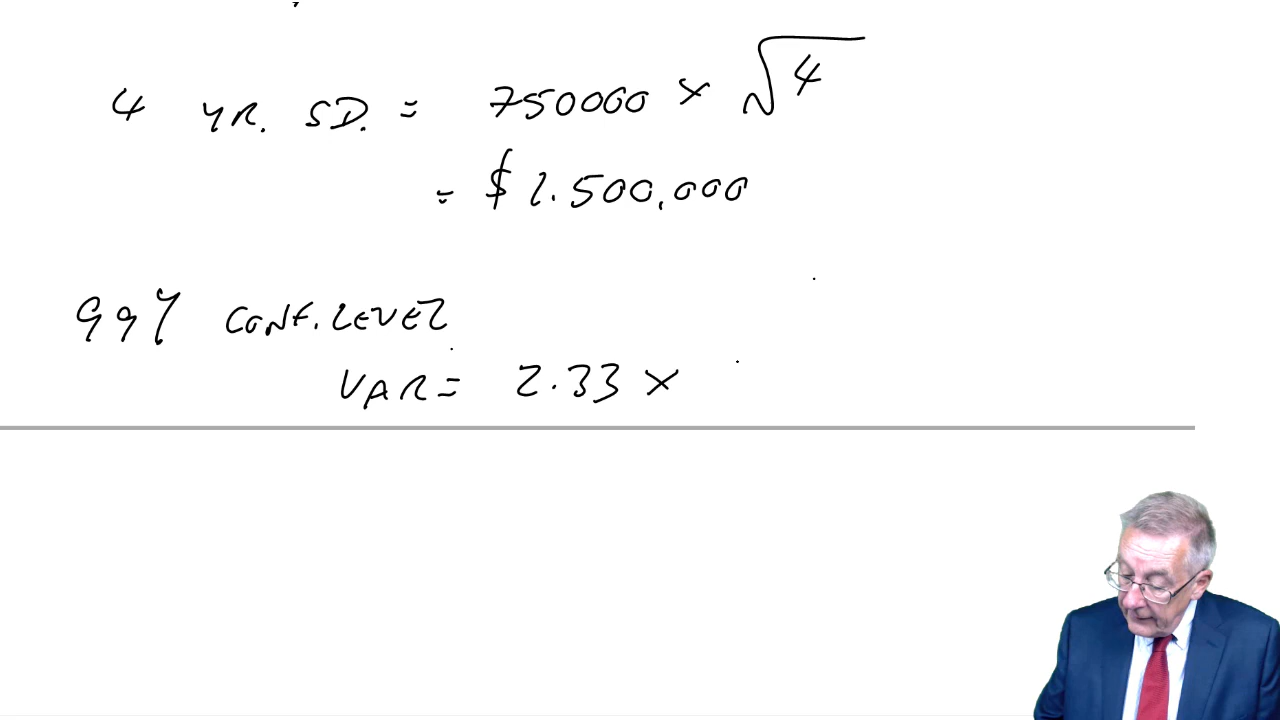 4 YR. SD. = 750000 × √4
= $1.500,000
99% CONF. LEVEL
VAR = 2.33 ×